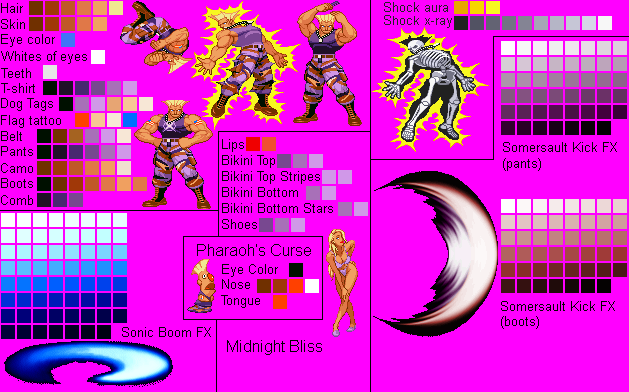 Hair
Skin
Eye color
Whites of eyes
Teeth
T-shirt
Dog Tags
Flag tattoo
Belt
Pants
Camo
Boots
Comb
Shock aura
Shock x-ray
Somersault Kick FX
(pants)
Lips
Bikini Top
Bikini Top Stripes
Bikini Bottom
Bikini Bottom Stars
Shoes
Pharaoh's Curse
Eye Color
Nose
Tongue
Midnight Bliss
Sonic Boom FX
Somersault Kick FX
(boots)